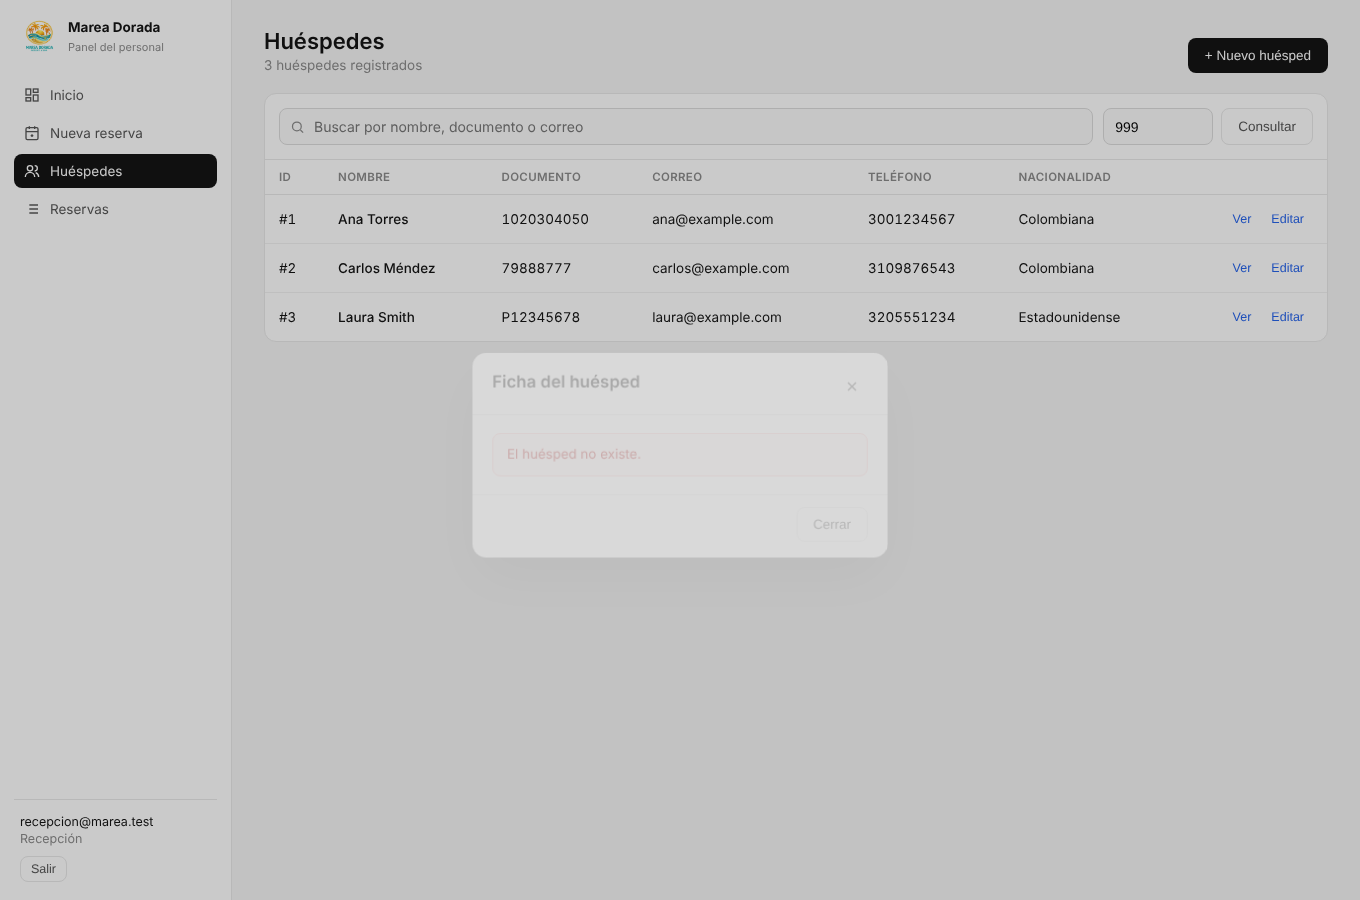 Marea Dorada
Panel del personal
Inicio
Nueva reserva
Huéspedes
Reservas
recepcion@marea.test
Recepción
Salir
Huéspedes
3 huéspedes registrados
+ Nuevo huésped
Buscar por nombre, documento o correo
999
Consultar
ID NOMBRE DOCUMENTO CORREO TELÉFONO NACIONALIDAD
#1 Ana Torres 1020304050 ana@example.com 3001234567 Colombiana Ver Editar
#2 Carlos Méndez 79888777 carlos@example.com 3109876543 Colombiana Ver Editar
#3 Laura Smith P12345678 laura@example.com 3205551234 Estadounidense Ver Editar
Ficha del huésped
×
El huésped no existe.
Cerrar